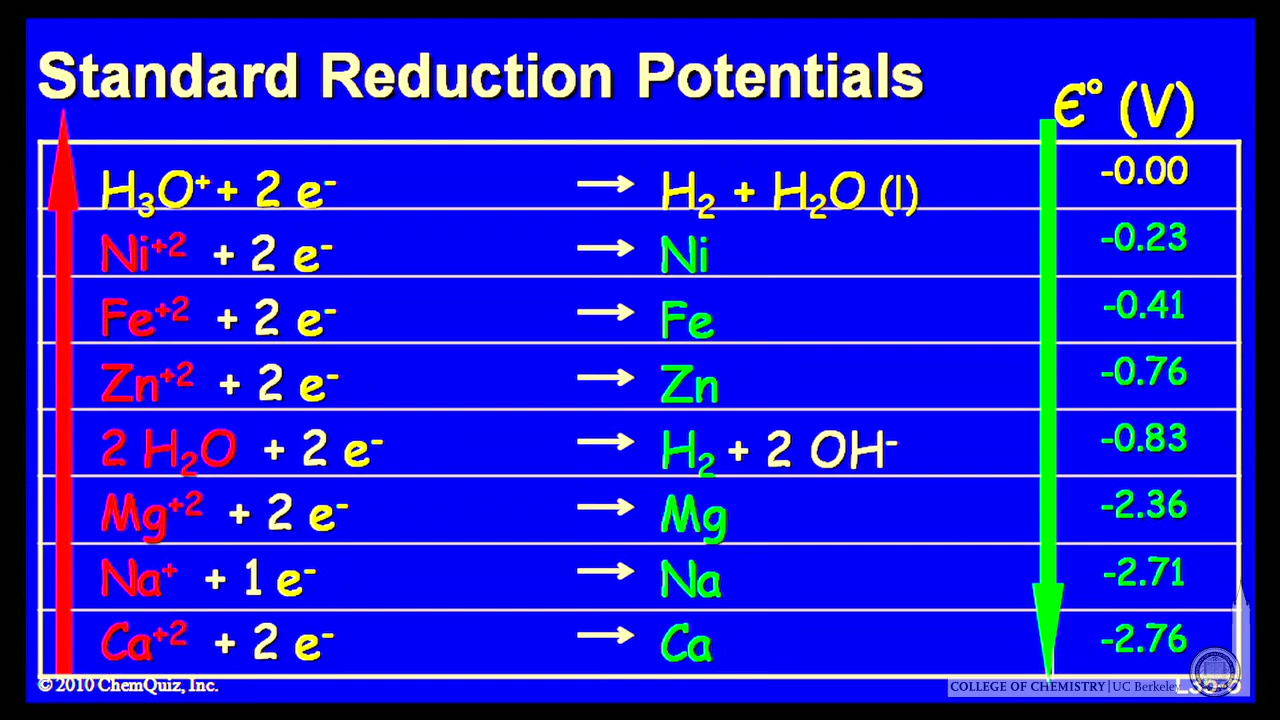 Standard Reduction Potentials
ϵ° (V)
H₃O⁺ + 2 e⁻ → H₂ + H₂O (l) -0.00
Ni⁺² + 2 e⁻ → Ni -0.23
Fe⁺² + 2 e⁻ → Fe -0.41
Zn⁺² + 2 e⁻ → Zn -0.76
2 H₂O + 2 e⁻ → H₂ + 2 OH⁻ -0.83
Mg⁺² + 2 e⁻ → Mg -2.36
Na⁺ + 1 e⁻ → Na -2.71
Ca⁺² + 2 e⁻ → Ca -2.76
© 2010 ChemQuiz, Inc.
COLLEGE OF CHEMISTRY | UC Berkeley